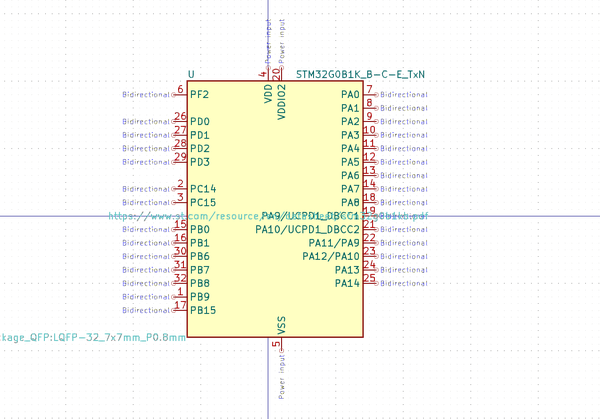 Power input
Power input
4
20
U
STM32G0B1K_B-C-E_TxN
VDD
VDDIO2
Bidirectional 6 PF2
PA0 7 Bidirectional
PA1 8 Bidirectional
Bidirectional 26 PD0
PA2 9 Bidirectional
Bidirectional 27 PD1
PA3 10 Bidirectional
Bidirectional 28 PD2
PA4 11 Bidirectional
Bidirectional 29 PD3
PA5 12 Bidirectional
PA6 13 Bidirectional
Bidirectional 2 PC14
PA7 14 Bidirectional
Bidirectional 3 PC15
PA8 18 Bidirectional
https://www.st.com/resource/
PA9/UCPD1_DBCC1 19
Bidirectional 15 PB0
PA10/UCPD1_DBCC2 21 Bidirectional
Bidirectional 16 PB1
PA11/PA9 22 Bidirectional
Bidirectional 30 PB6
PA12/PA10 23 Bidirectional
Bidirectional 31 PB7
PA13 24 Bidirectional
Bidirectional 32 PB8
PA14 25 Bidirectional
Bidirectional 1 PB9
Bidirectional 17 PB15
VSS
ckage_QFP:LQFP-32_7x7mm_P0.8mm
5
Power input